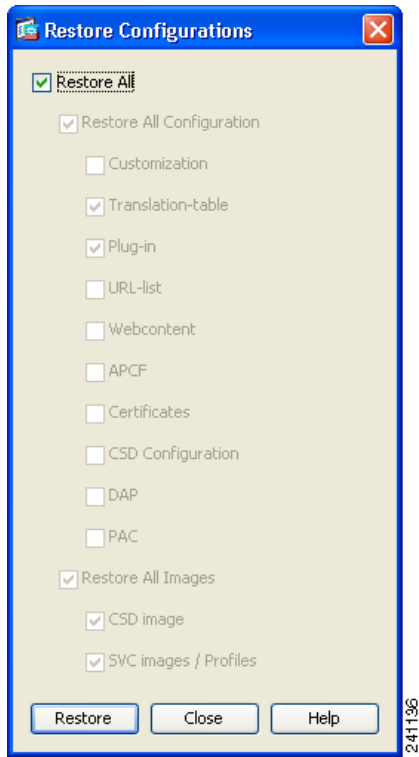 Restore Configurations
Restore All
Restore All Configuration
Customization
Translation-table
Plug-in
URL-list
Webcontent
APCF
Certificates
CSD Configuration
DAP
PAC
Restore All Images
CSD image
SVC images / Profiles
Restore Close Help
241136